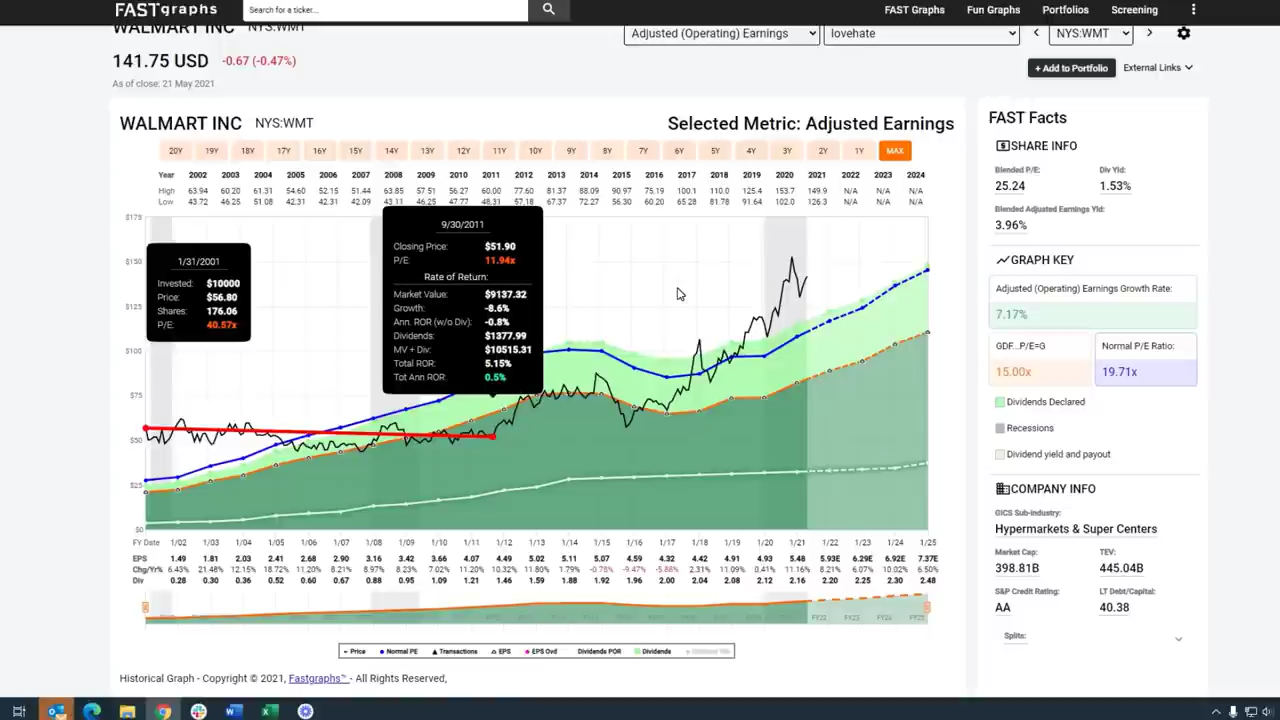 FASTgraphs Search for a ticker... FAST Graphs Fun Graphs Portfolios Screening
WALMART INC NYS:WMT Adjusted (Operating) Earnings lovehate NYS:WMT
141.75 USD -0.67 (-0.47%) + Add to Portfolio External Links
As of close: 21 May 2021
WALMART INC NYS:WMT Selected Metric: Adjusted Earnings
20Y 19Y 18Y 17Y 16Y 15Y 14Y 13Y 12Y 11Y 10Y 9Y 8Y 7Y 6Y 5Y 4Y 3Y 2Y 1Y MAX
Year 2002 2003 2004 2005 2006 2007 2008 2009 2010 2011 2012 2013 2014 2015 2016 2017 2018 2019 2020 2021 2022 2023 2024
High 63.94 60.20 61.31 54.60 52.15 51.44 63.85 57.51 56.27 60.00 77.60 81.37 88.09 90.97 75.19 100.1 110.0 125.4 153.7 149.9 N/A N/A N/A
Low 43.72 46.25 51.08 42.31 42.31 42.09 43.11 46.25 47.77 48.31 57.18 67.37 72.27 56.30 60.20 65.28 81.78 91.64 102.0 126.3 N/A N/A N/A
$175
$150
$125
$100
$75
$50
$25
$0
1/31/2001
Invested: $10000
Price: $56.80
Shares: 176.06
P/E: 40.57x
9/30/2011
Closing Price: $51.90
P/E: 11.94x
Rate of Return:
Market Value: $9137.32
Growth: -8.6%
Ann. ROR (w/o Div): -0.8%
Dividends: $1377.99
MV + Div: $10515.31
Total ROR: 5.15%
Tot Ann ROR: 0.5%
FY Date 1/02 1/03 1/04 1/05 1/06 1/07 1/08 1/09 1/10 1/11 1/12 1/13 1/14 1/15 1/16 1/17 1/18 1/19 1/20 1/21 1/22 1/23 1/24 1/25
EPS 1.49 1.81 2.03 2.41 2.68 2.90 3.16 3.42 3.66 4.07 4.49 5.02 5.11 5.07 4.59 4.32 4.42 4.91 4.93 5.48 5.93E 6.29E 6.92E 7.37E
Chg/Yr% 6.43% 21.48% 12.15% 18.72% 11.20% 8.21% 8.97% 8.23% 7.02% 11.20% 10.32% 11.80% 1.79% -0.78% -9.47% -5.88% 2.31% 11.09% 0.41% 11.16% 8.21% 6.07% 10.02% 6.50%
Div 0.28 0.30 0.36 0.52 0.60 0.67 0.88 0.95 1.09 1.21 1.46 1.59 1.88 1.92 1.96 2.00 2.04 2.08 2.12 2.16 2.20 2.25 2.30 2.48
FY22 FY23 FY24 FY25
Price Normal PE Transactions EPS EPS Ovd Dividends POR Dividends
Historical Graph - Copyright © 2021, Fastgraphs™ - All Rights Reserved,
FAST Facts
SHARE INFO
Blended P/E: Div Yld:
25.24 1.53%
Blended Adjusted Earnings Yld:
3.96%
GRAPH KEY
Adjusted (Operating) Earnings Growth Rate:
7.17%
GDF...P/E=G Normal P/E Ratio:
15.00x 19.71x
Dividends Declared
Recessions
Dividend yield and payout
COMPANY INFO
GICS Sub-industry:
Hypermarkets & Super Centers
Market Cap: TEV:
398.81B 445.04B
S&P Credit Rating: LT Debt/Capital:
AA 40.38
Splits: